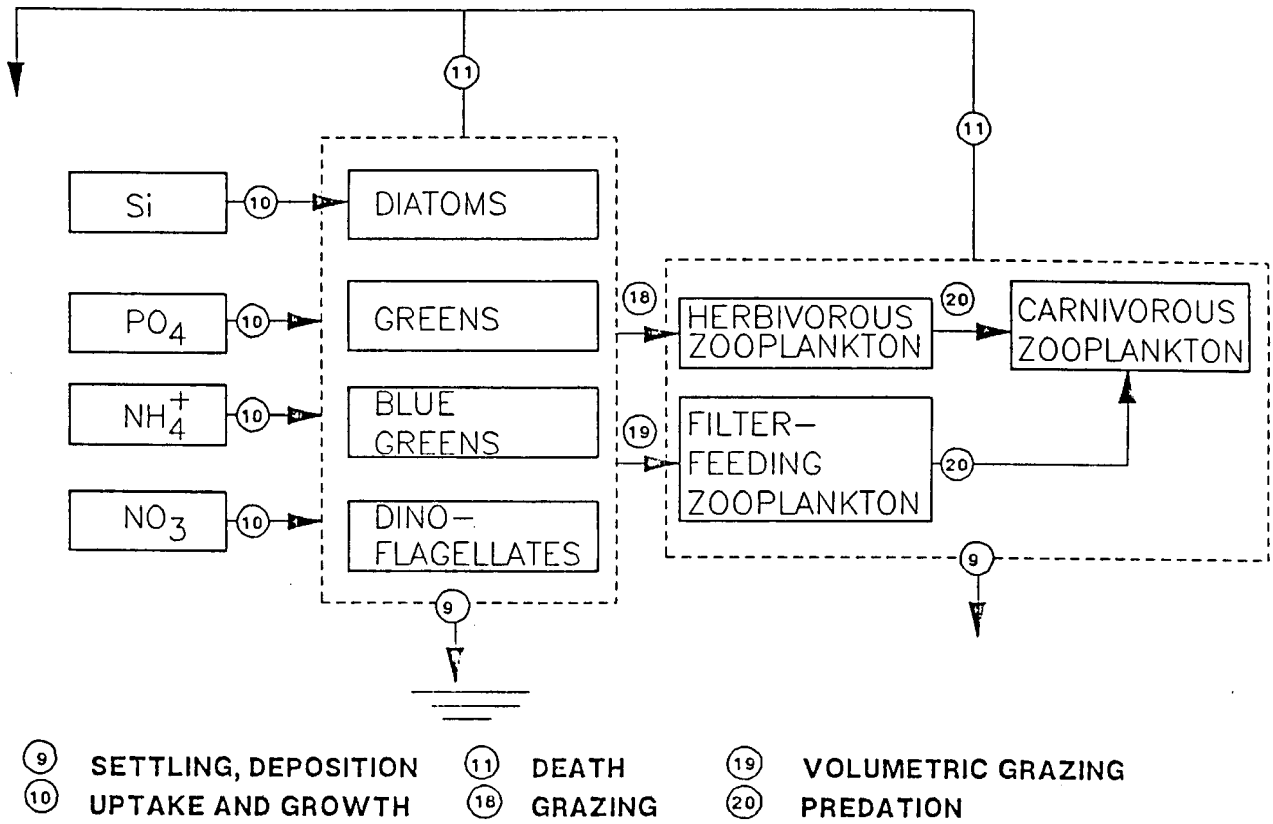 11
11
Si
10
DIATOMS
PO4
10
GREENS
18
HERBIVOROUS
ZOOPLANKTON
20
CARNIVOROUS
ZOOPLANKTON
NH4+
10
BLUE
GREENS
19
FILTER-
FEEDING
ZOOPLANKTON
20
NO3
10
DINO-
FLAGELLATES
9
9
9 SETTLING, DEPOSITION
10 UPTAKE AND GROWTH
11 DEATH
18 GRAZING
19 VOLUMETRIC GRAZING
20 PREDATION